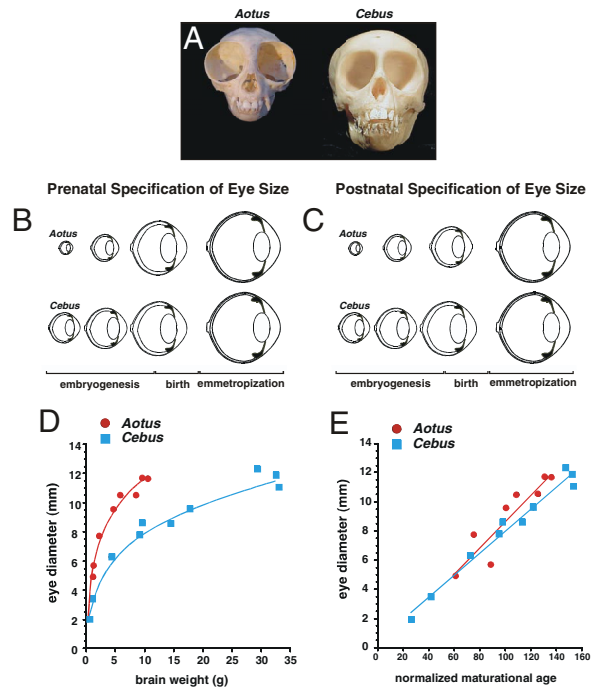 Aotus Cebus
A
Prenatal Specification of Eye Size
Postnatal Specification of Eye Size
B
Aotus
Cebus
embryogenesis birth emmetropization
C
Aotus
Cebus
embryogenesis birth emmetropization
D
Aotus
Cebus
eye diameter (mm)
14
12
10
8
6
4
2
0
0 5 10 15 20 25 30 35
brain weight (g)
E
Aotus
Cebus
eye diameter (mm)
14
12
10
8
6
4
2
0
0 20 40 60 80 100 120 140 160
normalized maturational age